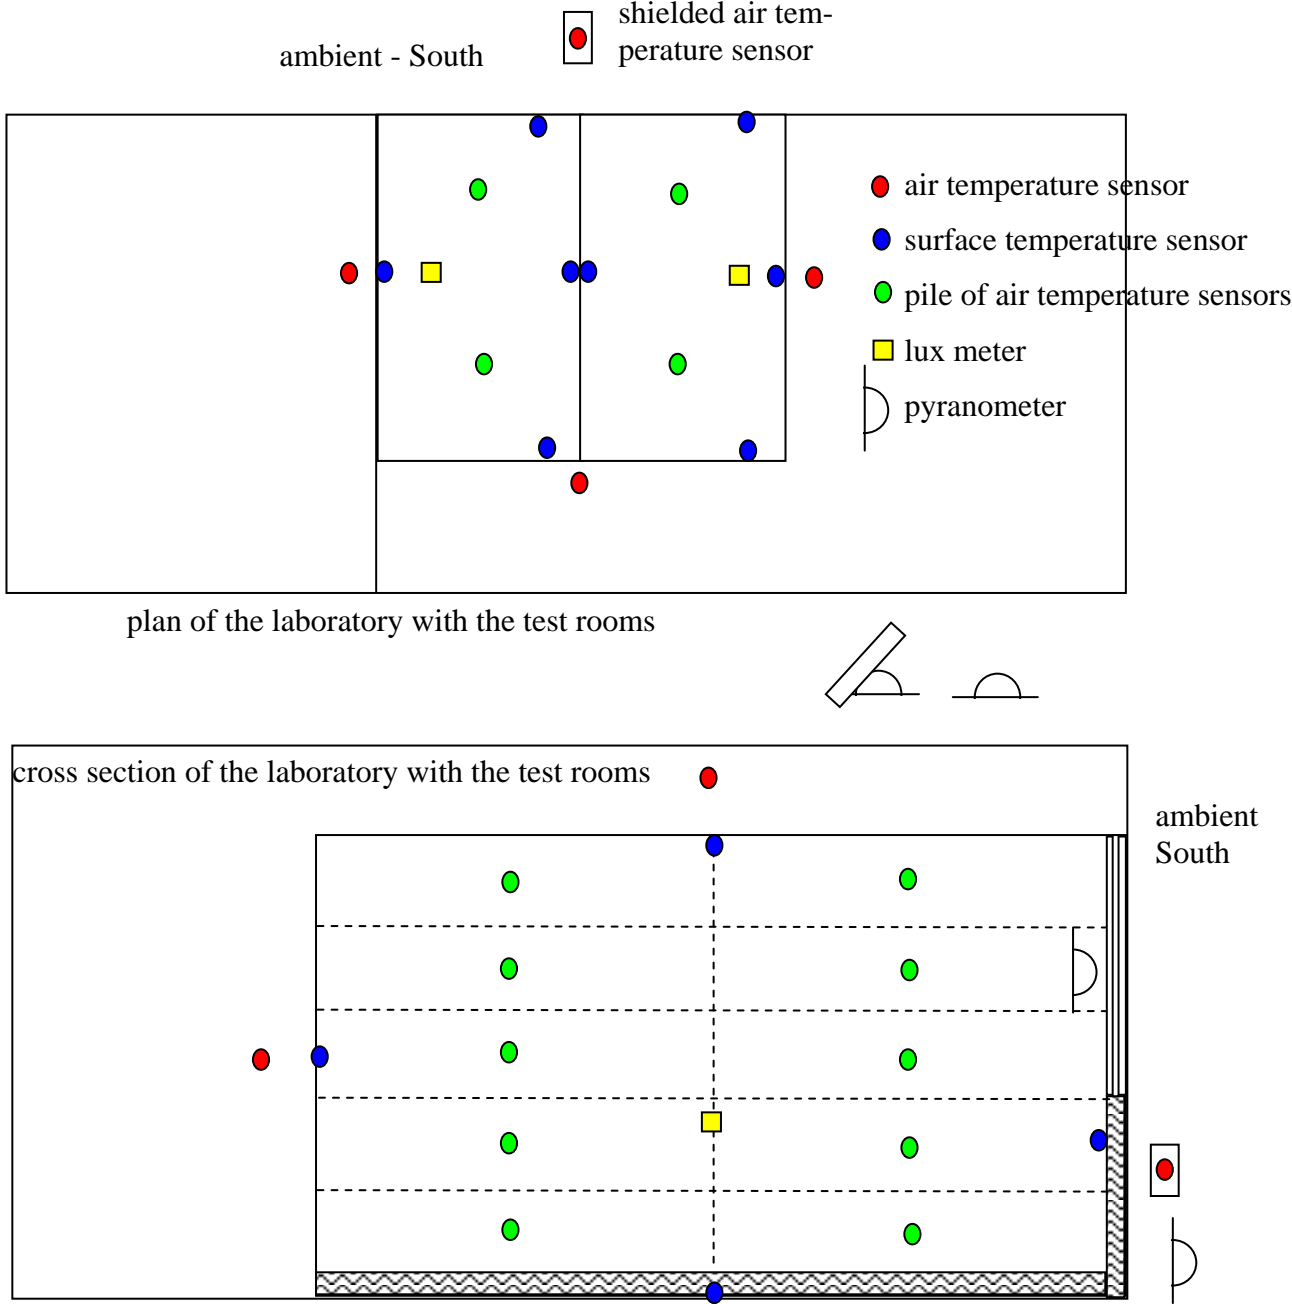 shielded air tem-
perature sensor
ambient - South
air temperature sensor
surface temperature sensor
pile of air temperature sensors
lux meter
pyranometer
plan of the laboratory with the test rooms
cross section of the laboratory with the test rooms
ambient
South